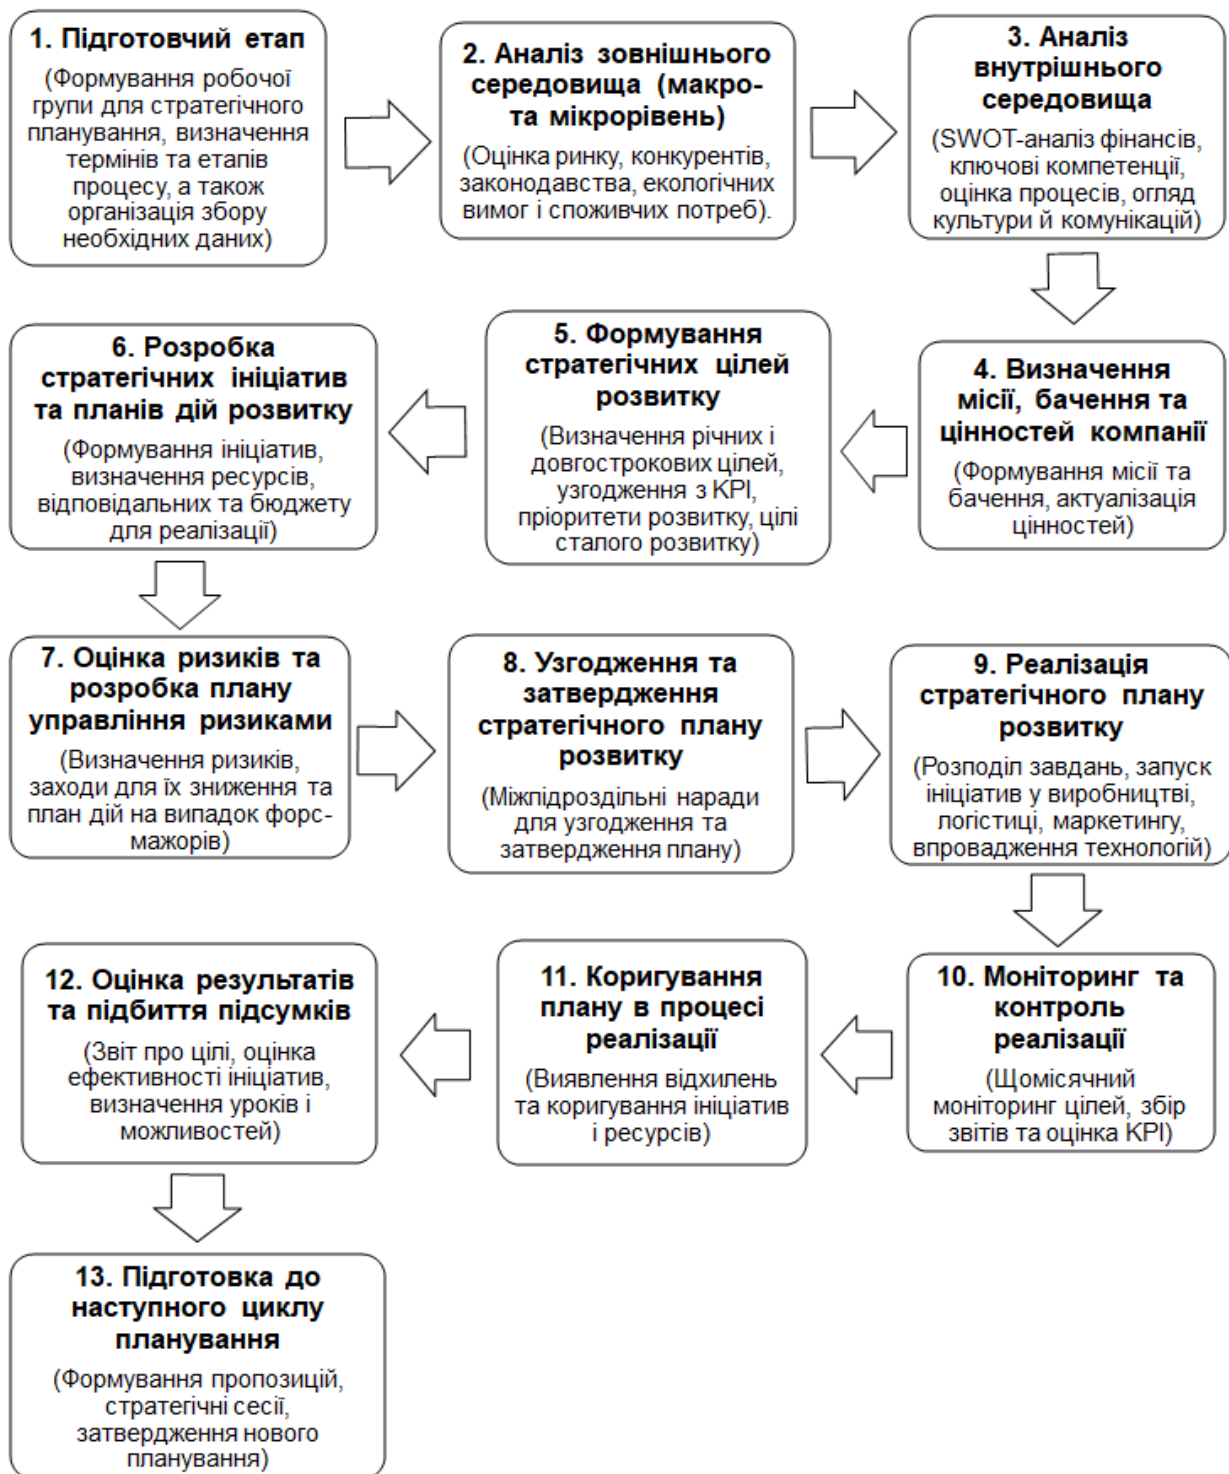 1. Підготовчий етап
(Формування робочої
групи для стратегічного
планування, визначення
термінів та етапів
процесу, а також
організація збору
необхідних даних)
2. Аналіз зовнішнього
середовища (макро-
та мікрорівень)
(Оцінка ринку, конкурентів,
законодавства, екологічних
вимог і споживчих потреб).
3. Аналіз
внутрішнього
середовища
(SWOT-аналіз фінансів,
ключові компетенції,
оцінка процесів, огляд
культури й комунікацій)
4. Визначення
місії, бачення та
цінностей компанії
(Формування місії та
бачення, актуалізація
цінностей)
5. Формування
стратегічних цілей
розвитку
(Визначення річних і
довгострокових цілей,
узгодження з KPI,
пріоритети розвитку, цілі
сталого розвитку)
6. Розробка
стратегічних ініціатив
та планів дій розвитку
(Формування ініціатив,
визначення ресурсів,
відповідальних та бюджету
для реалізації)
7. Оцінка ризиків та
розробка плану
управління ризиками
(Визначення ризиків,
заходи для їх зниження та
план дій на випадок форс-
мажорів)
8. Узгодження та
затвердження
стратегічного плану
розвитку
(Міжпідроздільні наради
для узгодження та
затвердження плану)
9. Реалізація
стратегічного плану
розвитку
(Розподіл завдань, запуск
ініціатив у виробництві,
логістиці, маркетингу,
впровадження технологій)
10. Моніторинг та
контроль
реалізації
(Щомісячний
моніторинг цілей, збір
звітів та оцінка KPI)
11. Коригування
плану в процесі
реалізації
(Виявлення відхилень
та коригування ініціатив
і ресурсів)
12. Оцінка результатів
та підбиття підсумків
(Звіт про цілі, оцінка
ефективності ініціатив,
визначення уроків і
можливостей)
13. Підготовка до
наступного циклу
планування
(Формування пропозицій,
стратегічні сесії,
затвердження нового
планування)